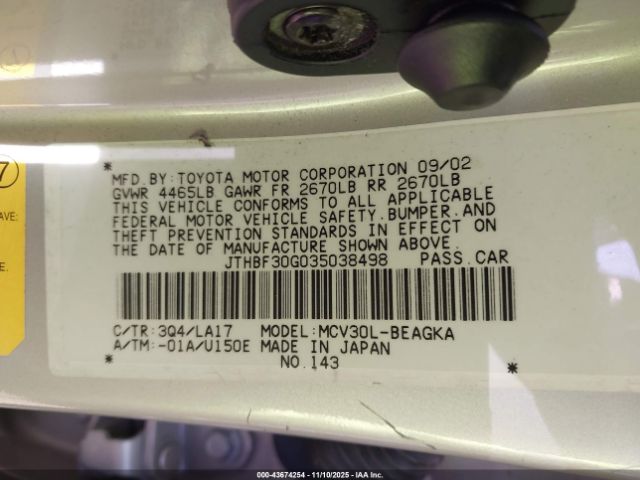 7
AVE:
E.
MFD.BY:TOYOTA MOTOR CORPORATION 09/02
GVWR 4465LB GAWR FR 2670LB RR 2670LB
THIS VEHICLE CONFORMS TO ALL APPLICABLE
FEDERAL MOTOR VEHICLE SAFETY.BUMPER.AND
THEFT PREVENTION STANDARDS IN EFFECT ON
THE DATE OF MANUFACTURE SHOWN ABOVE.
JTHBF30G035038498 PASS.CAR
C/TR:3Q4/LA17 MODEL:MCV30L-BEAGKA
A/TM:-01A/U150E MADE IN JAPAN
NO.143
000-43674254 - 11/10/2025 - IAA Inc.